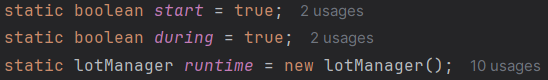 static boolean start = true; 2 usages
static boolean during = true; 2 usages
static lotManager runtime = new lotManager(); 10 usages